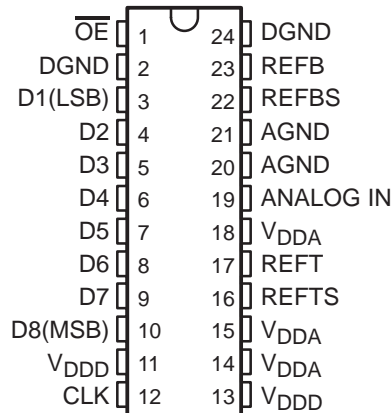 O̅E̅ 1 24 DGND
DGND 2 23 REFB
D1(LSB) 3 22 REFBS
D2 4 21 AGND
D3 5 20 AGND
D4 6 19 ANALOG IN
D5 7 18 VDDA
D6 8 17 REFT
D7 9 16 REFTS
D8(MSB) 10 15 VDDA
VDDD 11 14 VDDA
CLK 12 13 VDDD